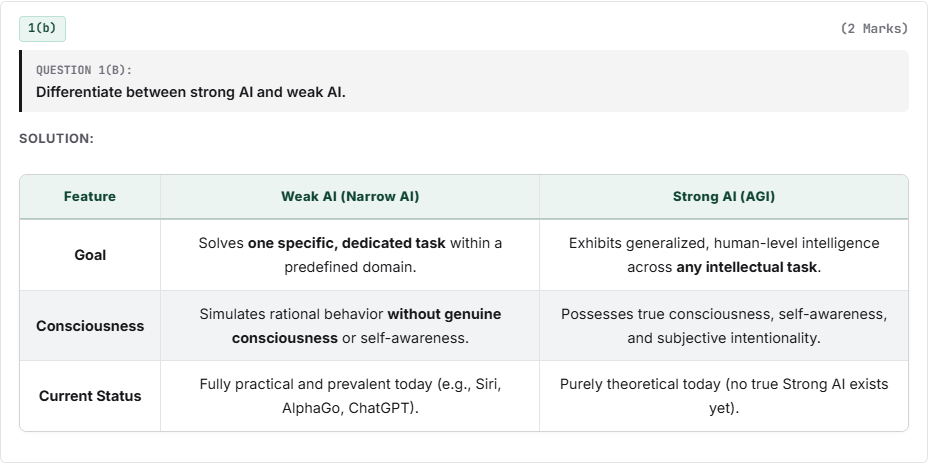 1(b)
(2 Marks)
QUESTION 1(B):
Differentiate between strong AI and weak AI.
SOLUTION:
Feature
Weak AI (Narrow AI)
Strong AI (AGI)
Goal
Solves one specific, dedicated task within a
predefined domain.
Exhibits generalized, human-level intelligence
across any intellectual task.
Consciousness
Simulates rational behavior without genuine
consciousness or self-awareness.
Possesses true consciousness, self-awareness,
and subjective intentionality.
Current Status
Fully practical and prevalent today (e.g., Siri,
AlphaGo, ChatGPT).
Purely theoretical today (no true Strong AI exists
yet).